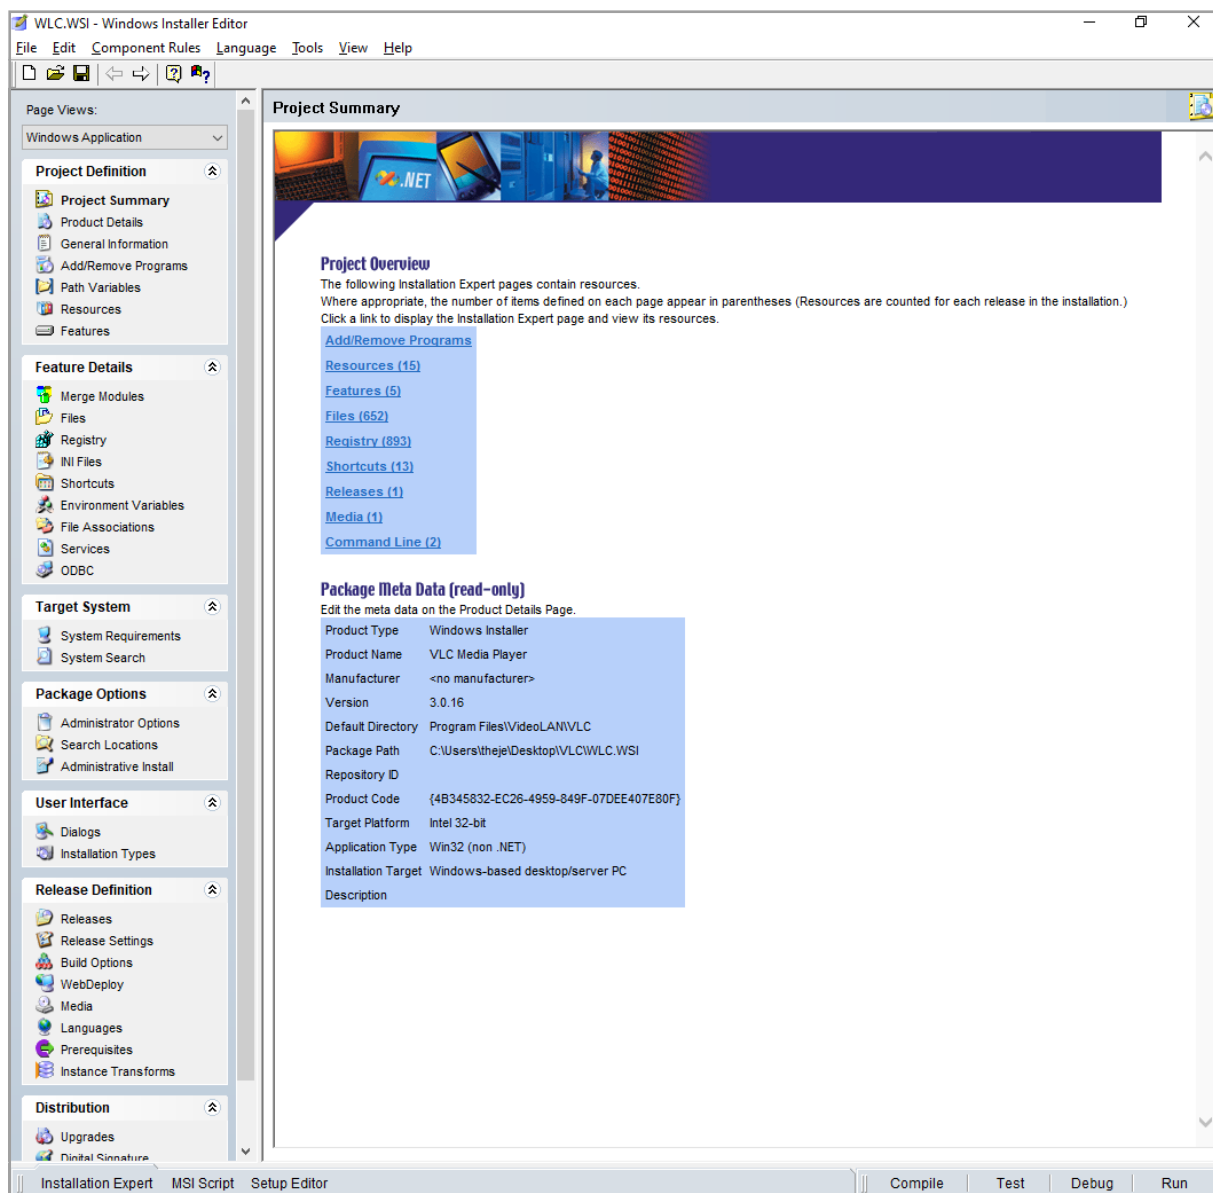 WLC.WSI - Windows Installer Editor
File Edit Component Rules Language Tools View Help
Page Views:
Windows Application
Project Definition
Project Summary
Product Details
General Information
Add/Remove Programs
Path Variables
Resources
Features
Feature Details
Merge Modules
Files
Registry
INI Files
Shortcuts
Environment Variables
File Associations
Services
ODBC
Target System
System Requirements
System Search
Package Options
Administrator Options
Search Locations
Administrative Install
User Interface
Dialogs
Installation Types
Release Definition
Releases
Release Settings
Build Options
WebDeploy
Media
Languages
Prerequisites
Instance Transforms
Distribution
Upgrades
Digital Signature
Project Summary
.NET
Project Overview
The following Installation Expert pages contain resources.
Where appropriate, the number of items defined on each page appear in parentheses (Resources are counted for each release in the installation.)
Click a link to display the Installation Expert page and view its resources.
Add/Remove Programs
Resources (15)
Features (5)
Files (652)
Registry (893)
Shortcuts (13)
Releases (1)
Media (1)
Command Line (2)
Package Meta Data (read-only)
Edit the meta data on the Product Details Page.
Product Type Windows Installer
Product Name VLC Media Player
Manufacturer <no manufacturer>
Version 3.0.16
Default Directory Program Files\VideoLAN\VLC
Package Path C:\Users\theje\Desktop\VLC\WLC.WSI
Repository ID
Product Code {4B345832-EC26-4959-849F-07DEE407E80F}
Target Platform Intel 32-bit
Application Type Win32 (non .NET)
Installation Target Windows-based desktop/server PC
Description
Installation Expert MSI Script Setup Editor
Compile Test Debug Run